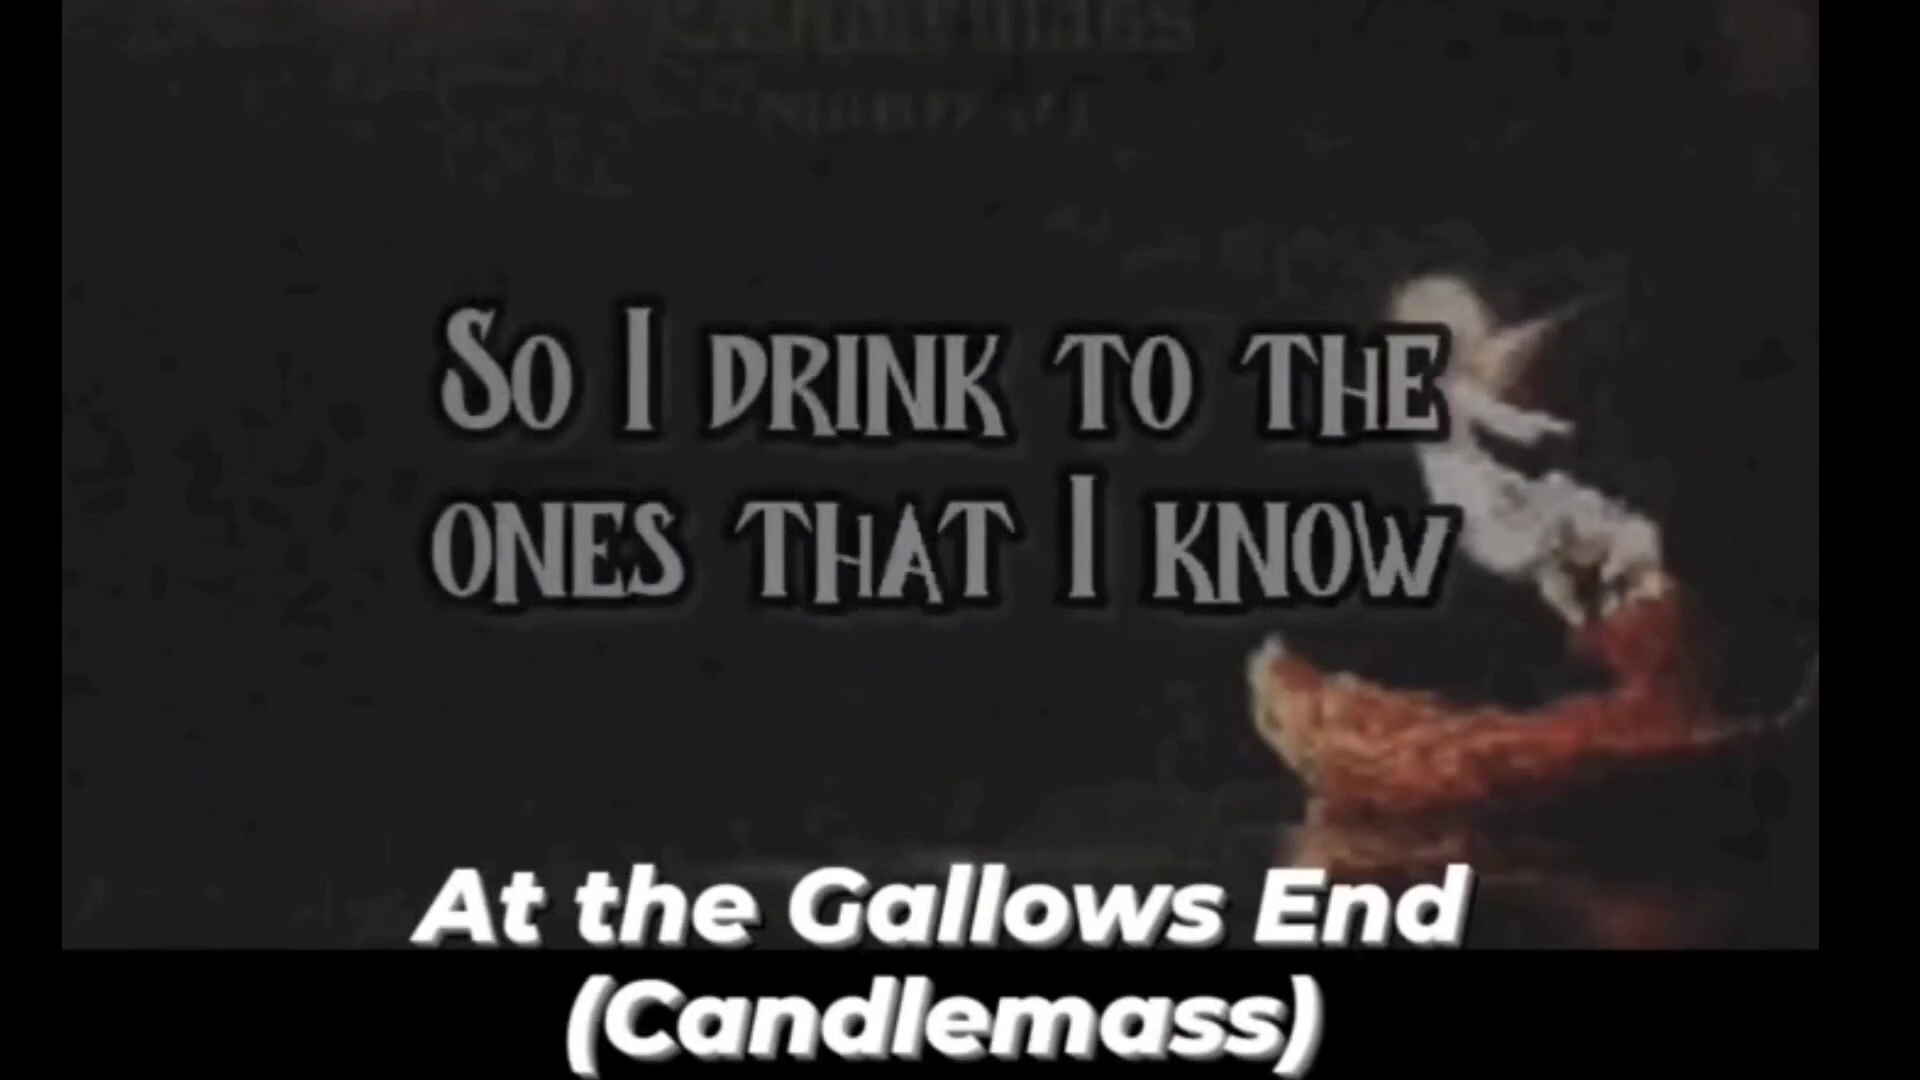 So I DRINK TO THE
ONES THAT I KNOW
At the Gallows End
(Candlemass)